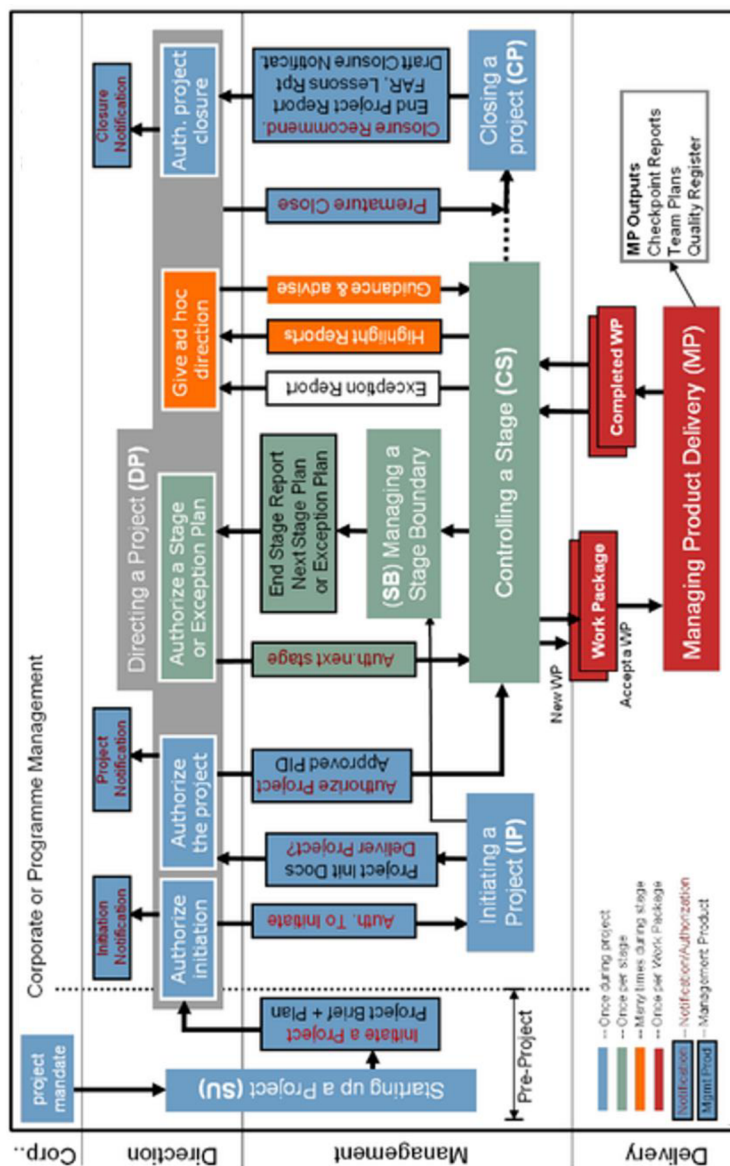 Corp..
Direction
Management
Delivery
Corporate or Programme Management
project
mandate
Starting up a Project (SU)
Pre-Project
Initiate a Project
Project Brief + Plan
Directing a Project (DP)
Initiation
Notification
Authorize
initiation
Auth. To Initiate
Initiating a
Project (IP)
Project Init Docs
Deliver Project?
Project
Notification
Authorize
the project
Authorize Project
Approved PID
Authorize a Stage
or Exception Plan
Auth.next stage
End Stage Report
Next Stage Plan
or Exception Plan
(SB) Managing a
Stage Boundary
Give ad hoc
direction
Exception Report
Highlight Reports
Guidance & advise
Controlling a Stage (CS)
Premature Close
Closure
Notification
Auth. project
closure
Closure Recommend.
End Project Report
FAR, Lessons Rpt
Draft Closure Notificat.
Closing a
project (CP)
New WP
Work Package
Accept a WP
Completed WP
Managing Product Delivery (MP)
MP Outputs
Checkpoint Reports
Team Plans
Quality Register
-- Once during project
-- Once per stage
-- Many times during stage
-- Once per Work Package
Notification
-- Notification/Authorization
Mgmt Prod
-- Management Product